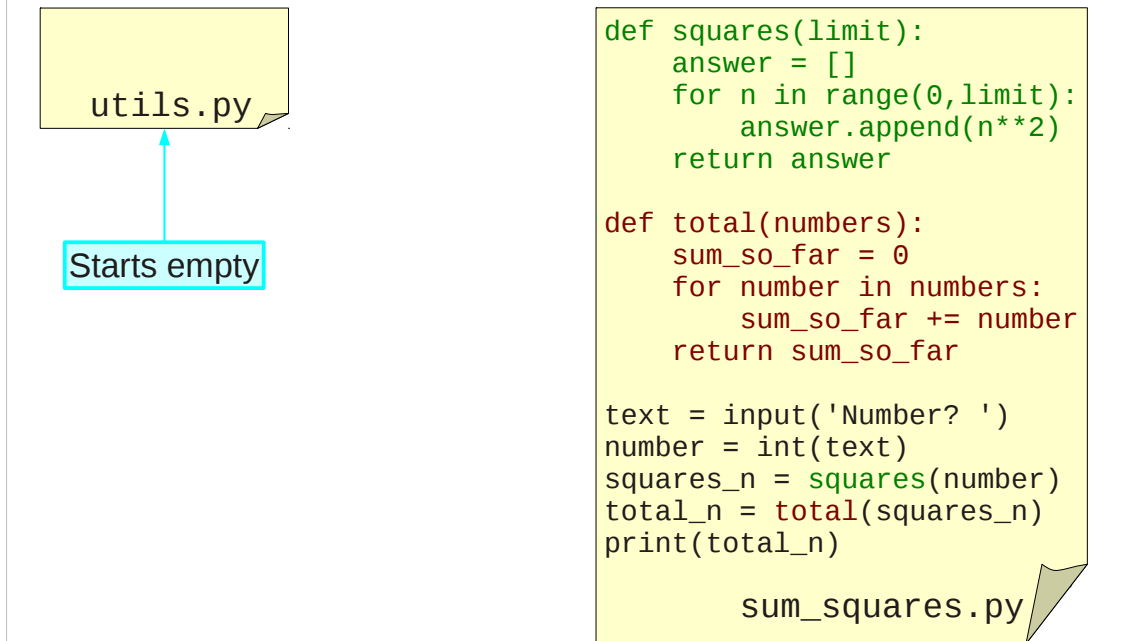 utils.py
Starts empty
def squares(limit):
    answer = []
    for n in range(0,limit):
        answer.append(n**2)
    return answer
def total(numbers):
    sum_so_far = 0
    for number in numbers:
        sum_so_far += number
    return sum_so_far
text = input('Number? ')
number = int(text)
squares_n = squares(number)
total_n = total(squares_n)
print(total_n)
sum_squares.py